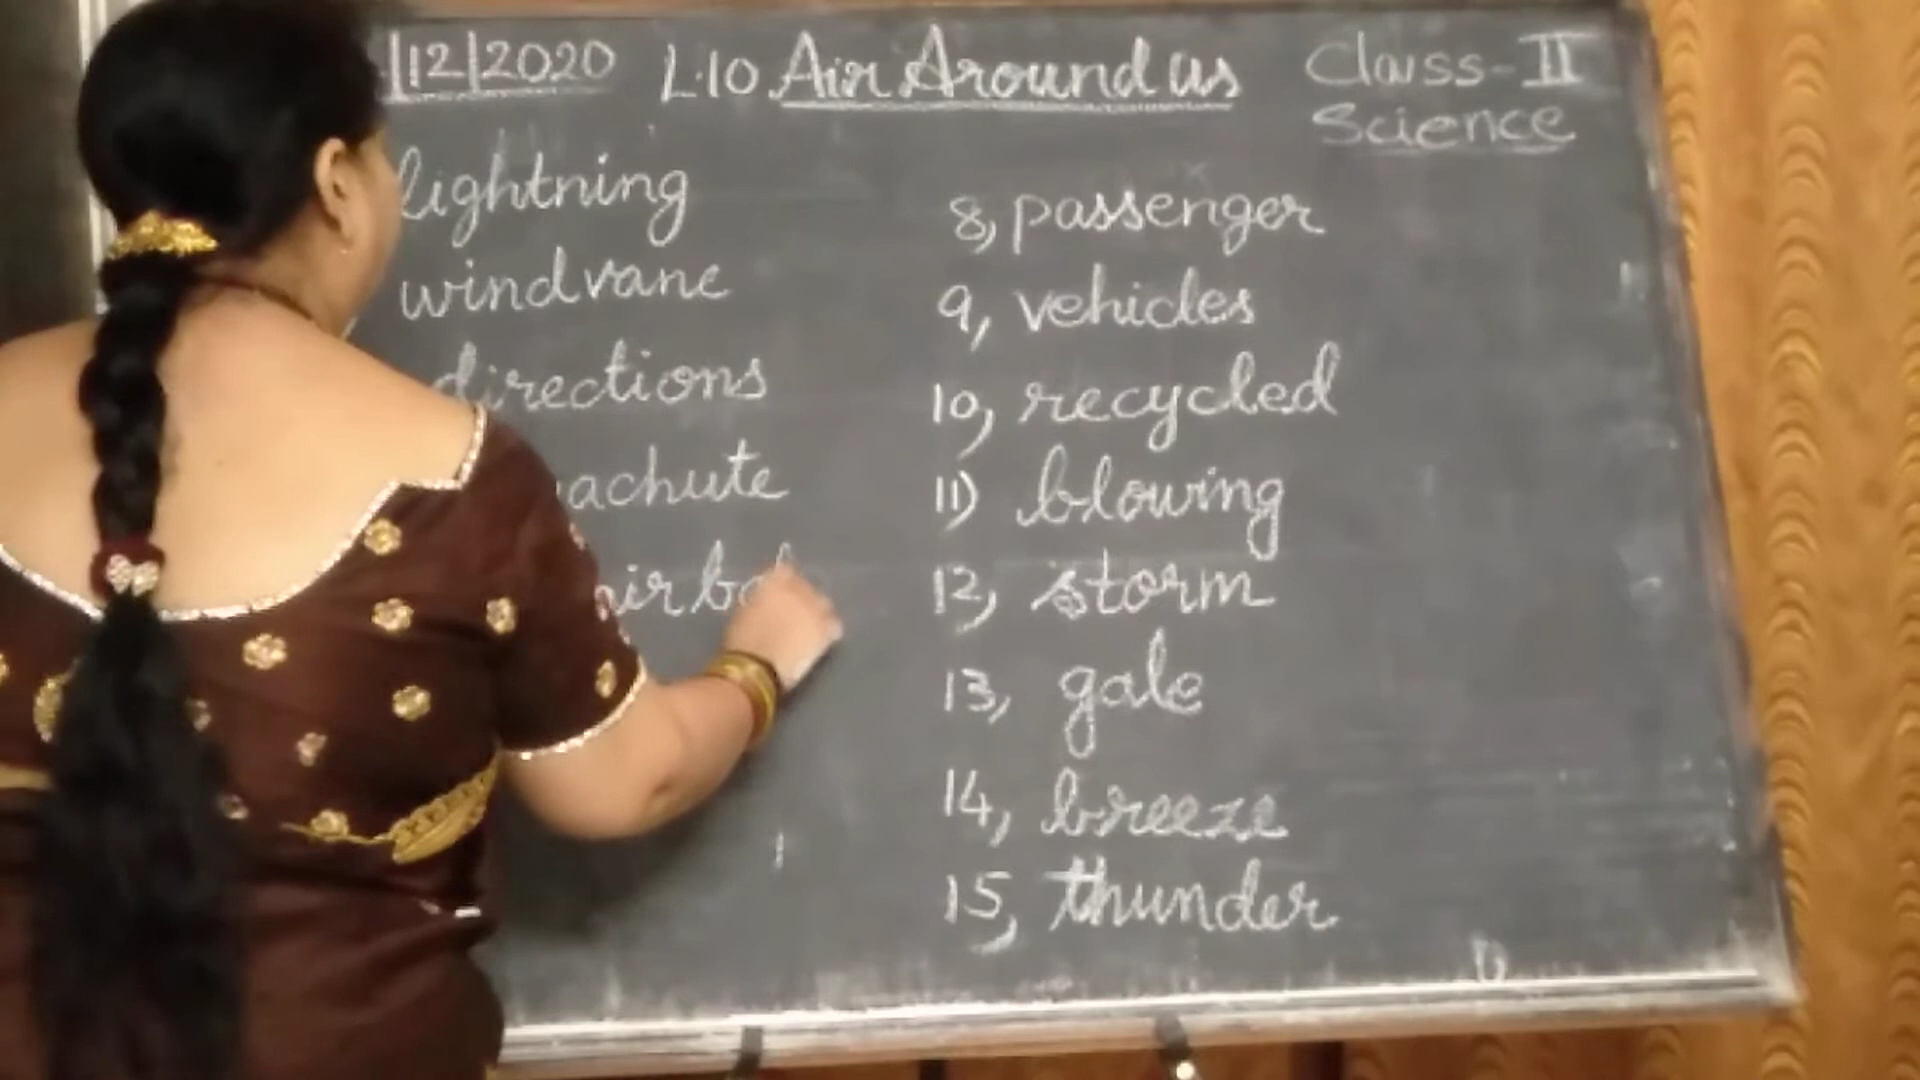 /12/2020 L.10. Air Around us Class-II
Science
lightning
windvane
directions
achute
air
8, passenger
9, vehicles
10, recycled
11) blowing
12, storm
13, gale
14, breeze
15, thunder